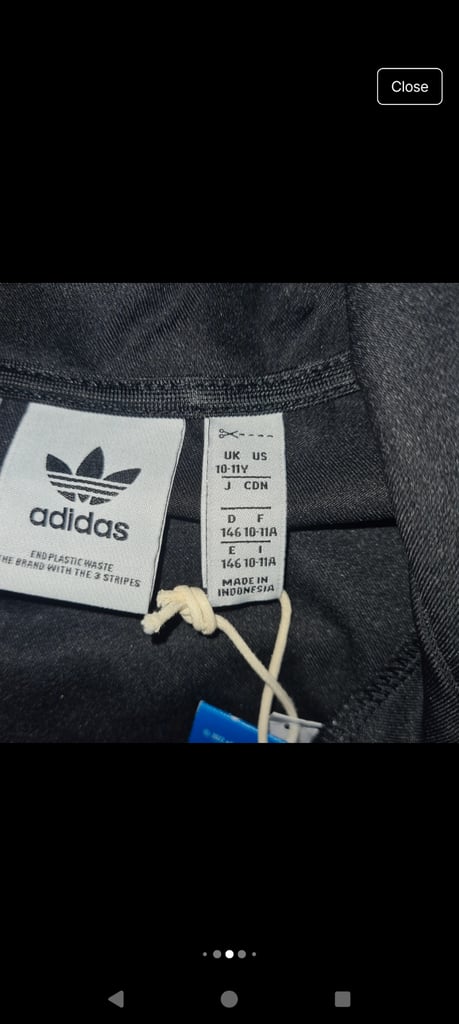 Close
adidas
END PLASTIC WASTE
THE BRAND WITH THE 3 STRIPES
UK US
10-11Y
J CDN
D F
146 10-11A
E I
146 10-11A
MADE IN
INDONESIA